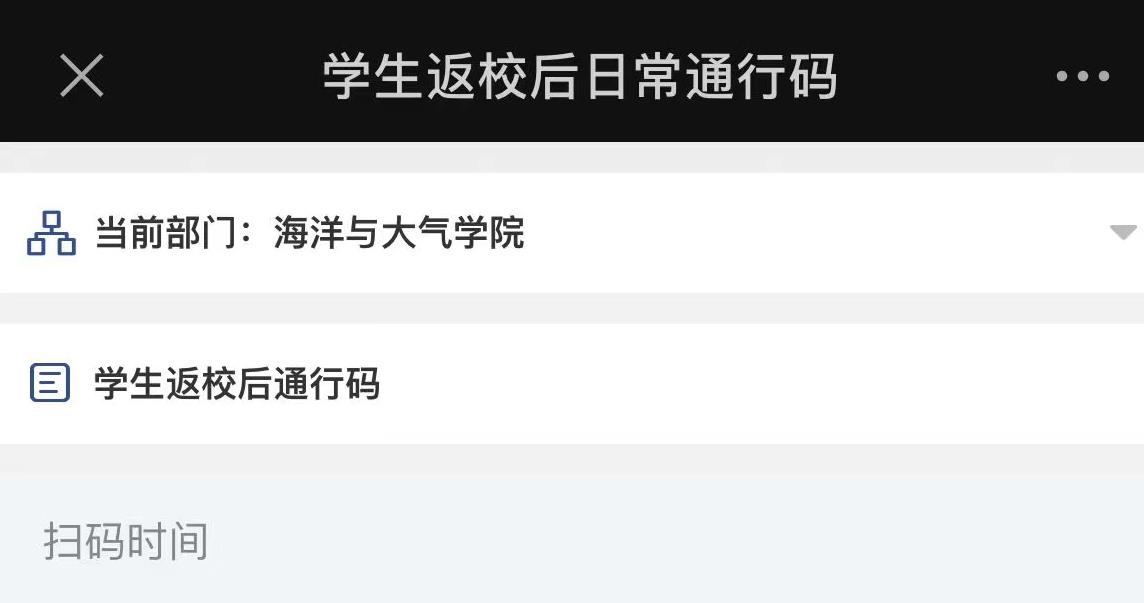 学生返校后日常通行码
当前部门：海洋与大气学院
学生返校后通行码
扫码时间